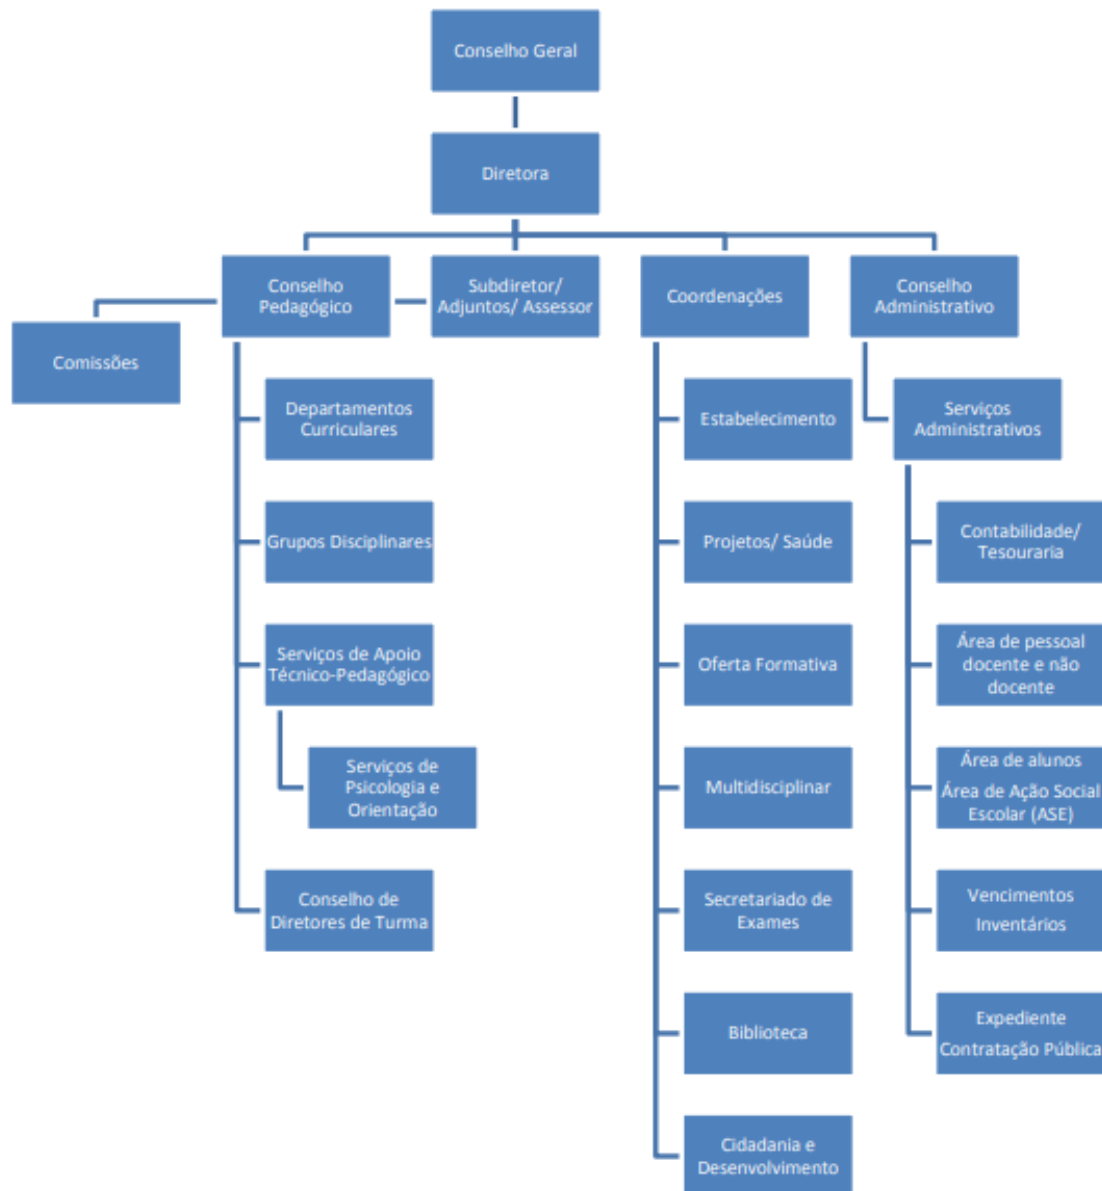 Conselho Geral
Diretora
Conselho
Pedagógico
Subdiretor/
Adjuntos/ Assessor
Coordenações
Conselho
Administrativo
Comissões
Departamentos
Curriculares
Estabelecimento
Serviços
Administrativos
Grupos Disciplinares
Projetos/ Saúde
Contabilidade/
Tesouraria
Serviços de Apoio
Técnico-Pedagógico
Oferta Formativa
Área de pessoal
docente e não
docente
Serviços de
Psicologia e
Orientação
Multidisciplinar
Área de alunos
Área de Ação Social
Escolar (ASE)
Conselho de
Diretores de Turma
Secretariado de
Exames
Vencimentos
Inventários
Biblioteca
Expediente
Contratação Pública
Cidadania e
Desenvolvimento